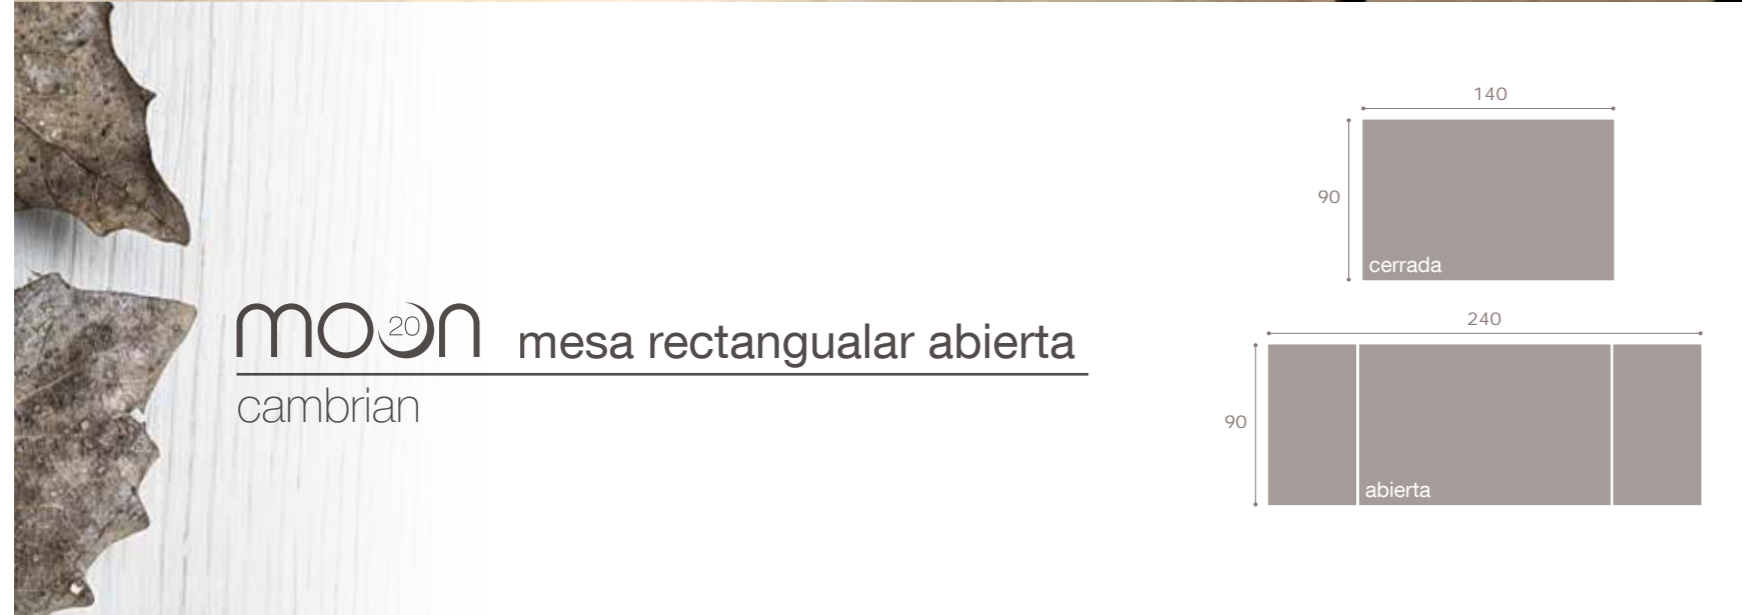 moon 20 mesa rectangualar abierta
cambrian
140
90
cerrada
240
90
abierta